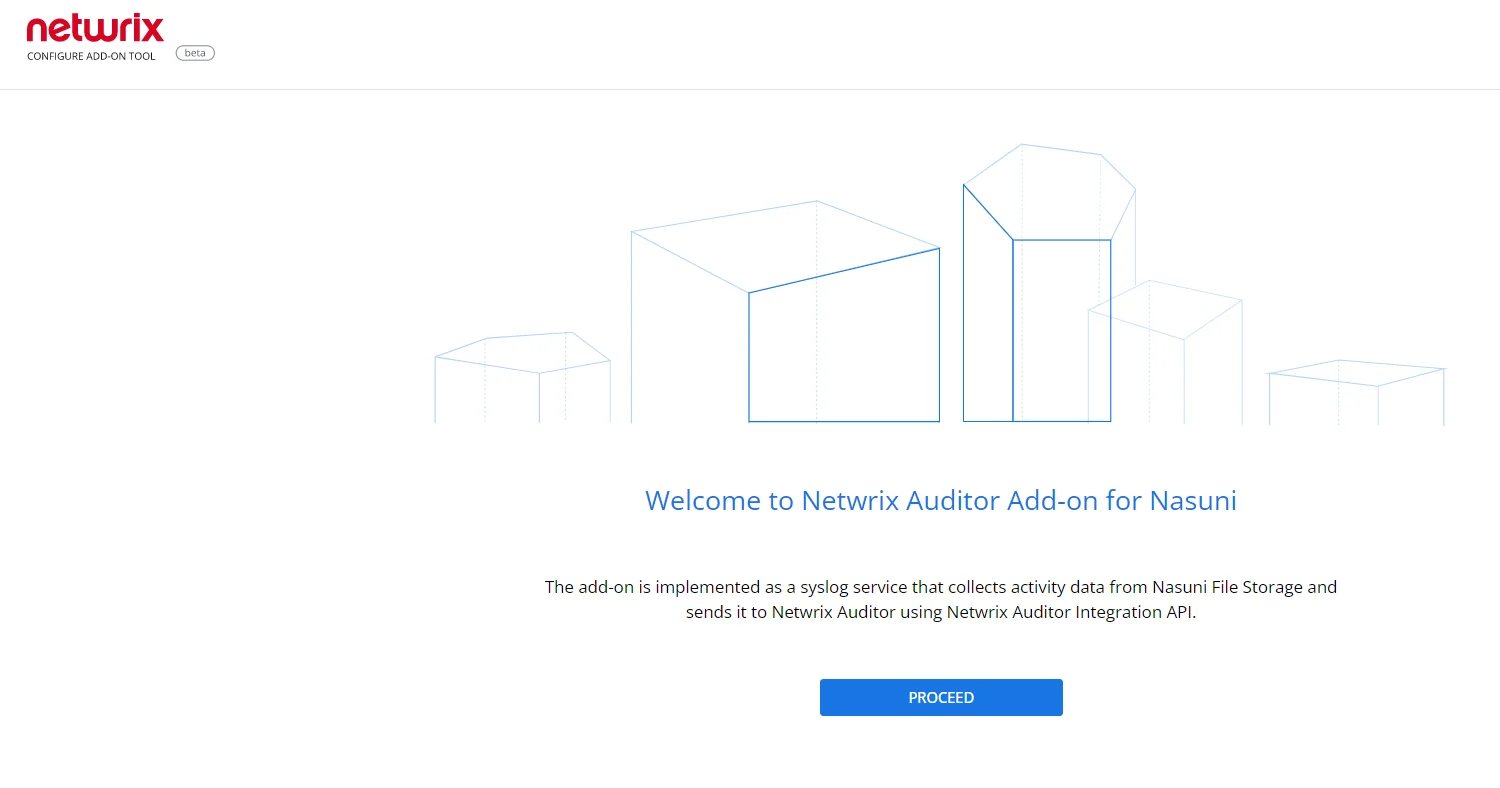 netwrix
CONFIGURE ADD-ON TOOL
beta
Welcome to Netwrix Auditor Add-on for Nasuni
The add-on is implemented as a syslog service that collects activity data from Nasuni File Storage and
sends it to Netwrix Auditor using Netwrix Auditor Integration API.
PROCEED